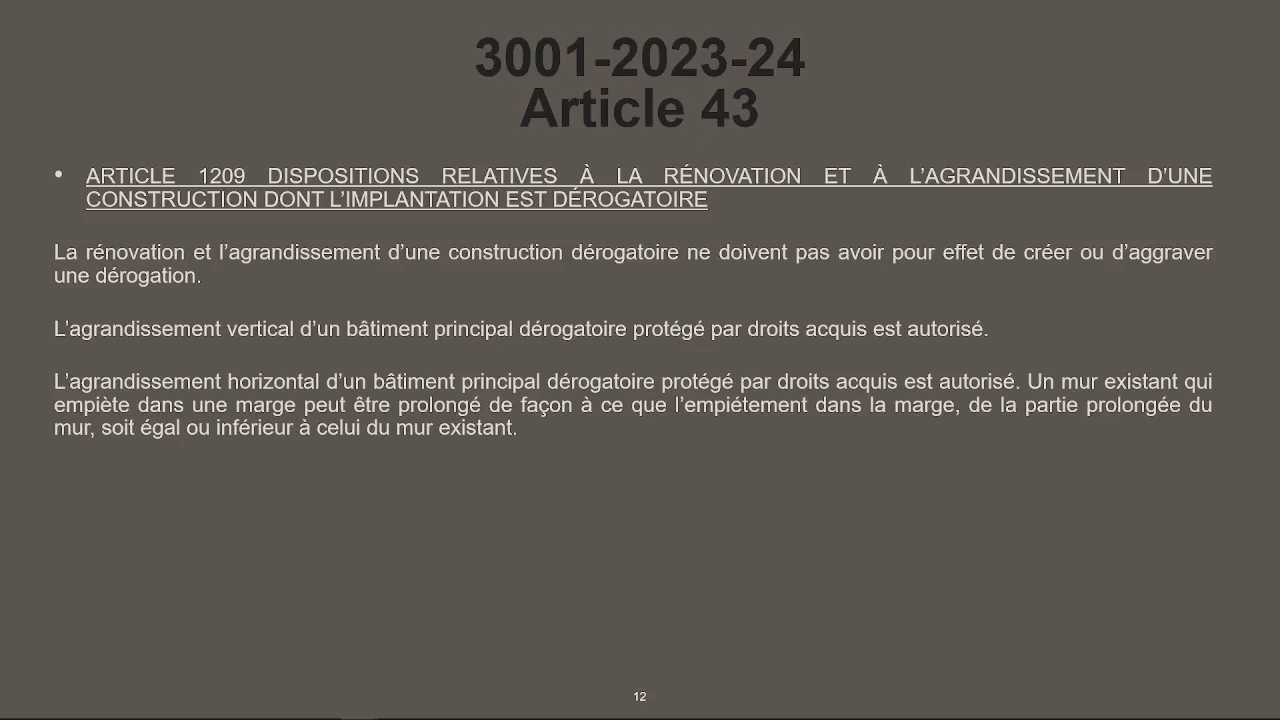 3001-2023-24
Article 43
• ARTICLE 1209 DISPOSITIONS RELATIVES À LA RÉNOVATION ET À L’AGRANDISSEMENT D’UNE
CONSTRUCTION DONT L’IMPLANTATION EST DÉROGATOIRE
La rénovation et l’agrandissement d’une construction dérogatoire ne doivent pas avoir pour effet de créer ou d’aggraver
une dérogation.
L’agrandissement vertical d’un bâtiment principal dérogatoire protégé par droits acquis est autorisé.
L’agrandissement horizontal d’un bâtiment principal dérogatoire protégé par droits acquis est autorisé. Un mur existant qui
empiète dans une marge peut être prolongé de façon à ce que l’empiétement dans la marge, de la partie prolongée du
mur, soit égal ou inférieur à celui du mur existant.
12